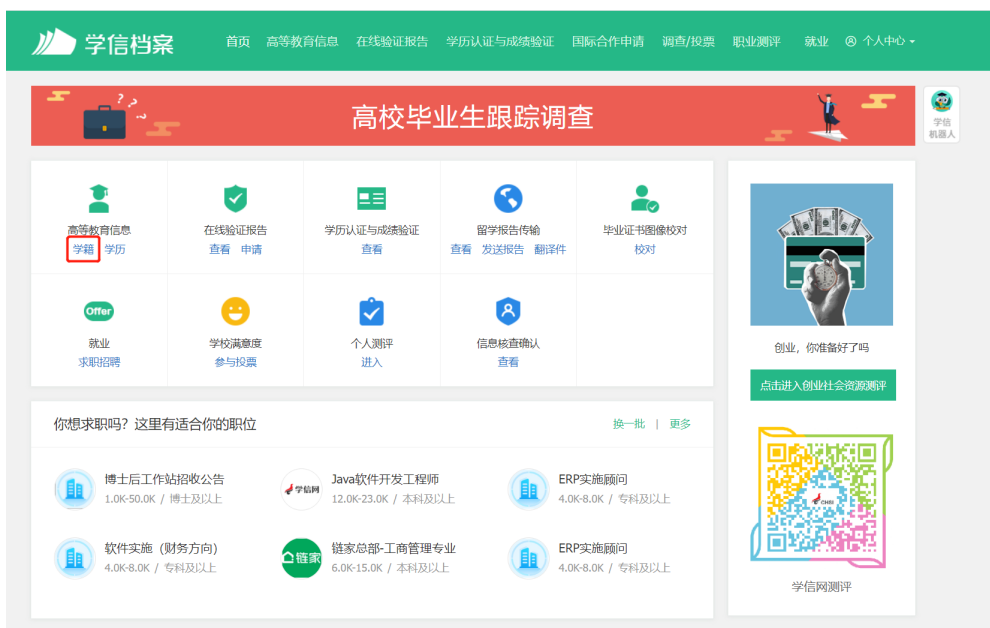 学信档案 首页 高等教育信息 在线验证报告 学历认证与成绩验证 国际合作申请 调查/投票 职业测评 就业 个人中心
高校毕业生跟踪调查
学信
机器人
高等教育信息 在线验证报告 学历认证与成绩验证 留学报告传输 毕业证书图像校对
学籍 学历 查看 申请 查看 查看 发送报告 翻译件 校对
Offer
就业 学校满意度 个人测评 信息核查确认
求职招聘 参与投票 进入 查看
创业，你准备好了吗
点击进入创业社会资源测评
你想求职吗？这里有适合你的职位 换一批 | 更多
博士后工作站招收公告 学信网 Java软件开发工程师 ERP实施顾问
1.0K-50.0K / 博士及以上 12.0K-23.0K / 本科及以上 4.0K-8.0K / 专科及以上
软件实施（财务方向） 链家 链家总部-工商管理专业 ERP实施顾问
4.0K-8.0K / 专科及以上 6.0K-15.0K / 本科及以上 4.0K-8.0K / 专科及以上
CHSI
学信网测评